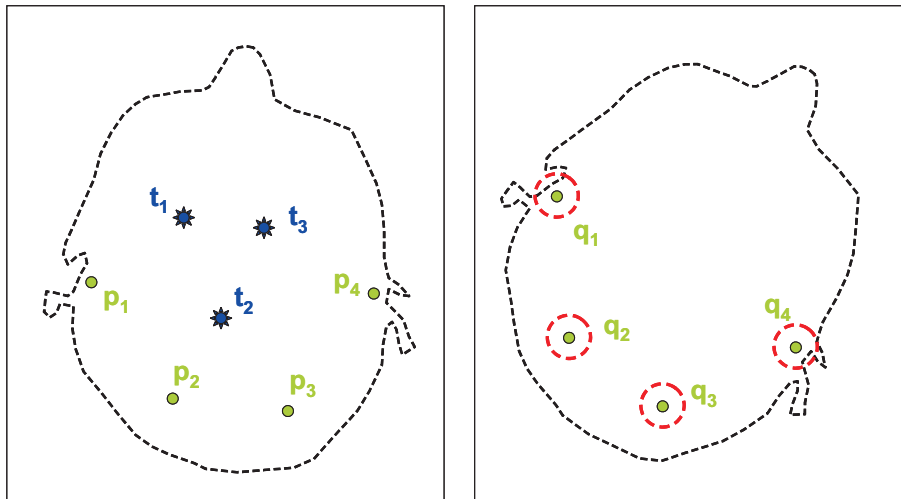 t₁
t₃
p₁
t₂
p₄
p₂
p₃
q₁
q₂
q₄
q₃